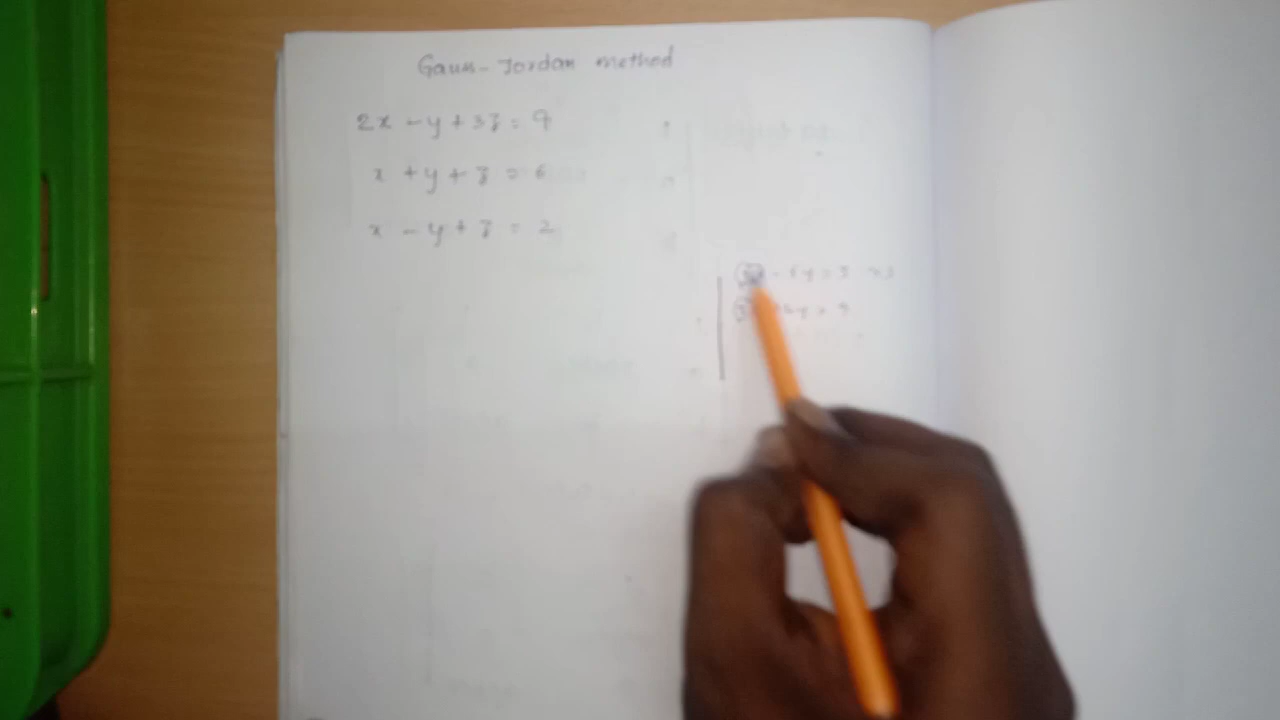 Gauss-Jordan method
2x - y + 3z = 9
x + y + z = 6
x - y + z = 2